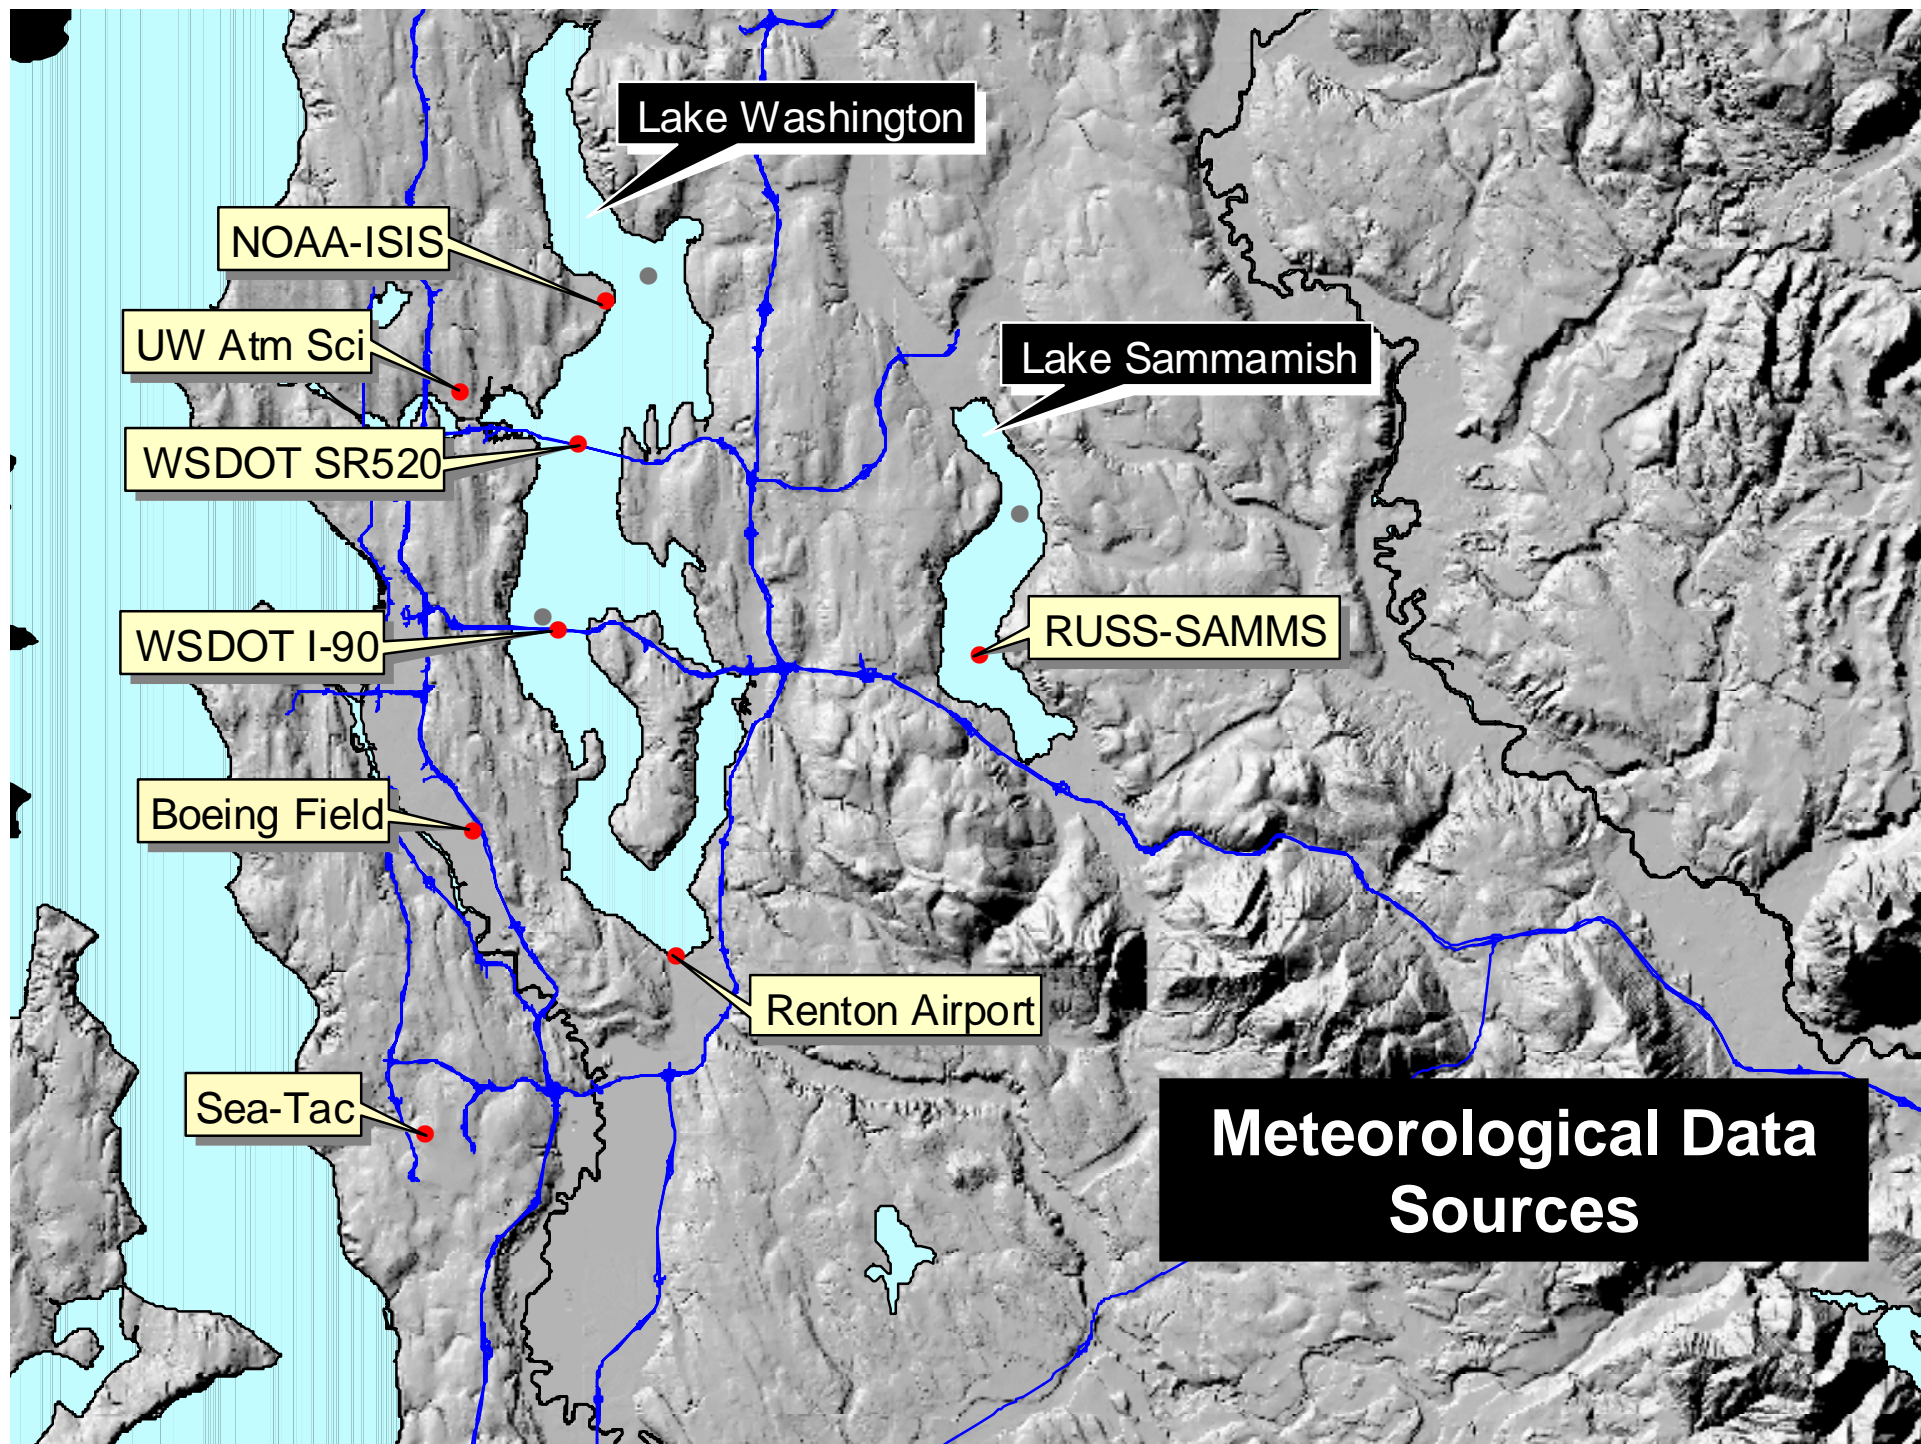 Lake Washington
NOAA-ISIS
UW Atm Sci
Lake Sammamish
WSDOT SR520
WSDOT I-90
RUSS-SAMMS
Boeing Field
Renton Airport
Sea-Tac
Meteorological Data
Sources